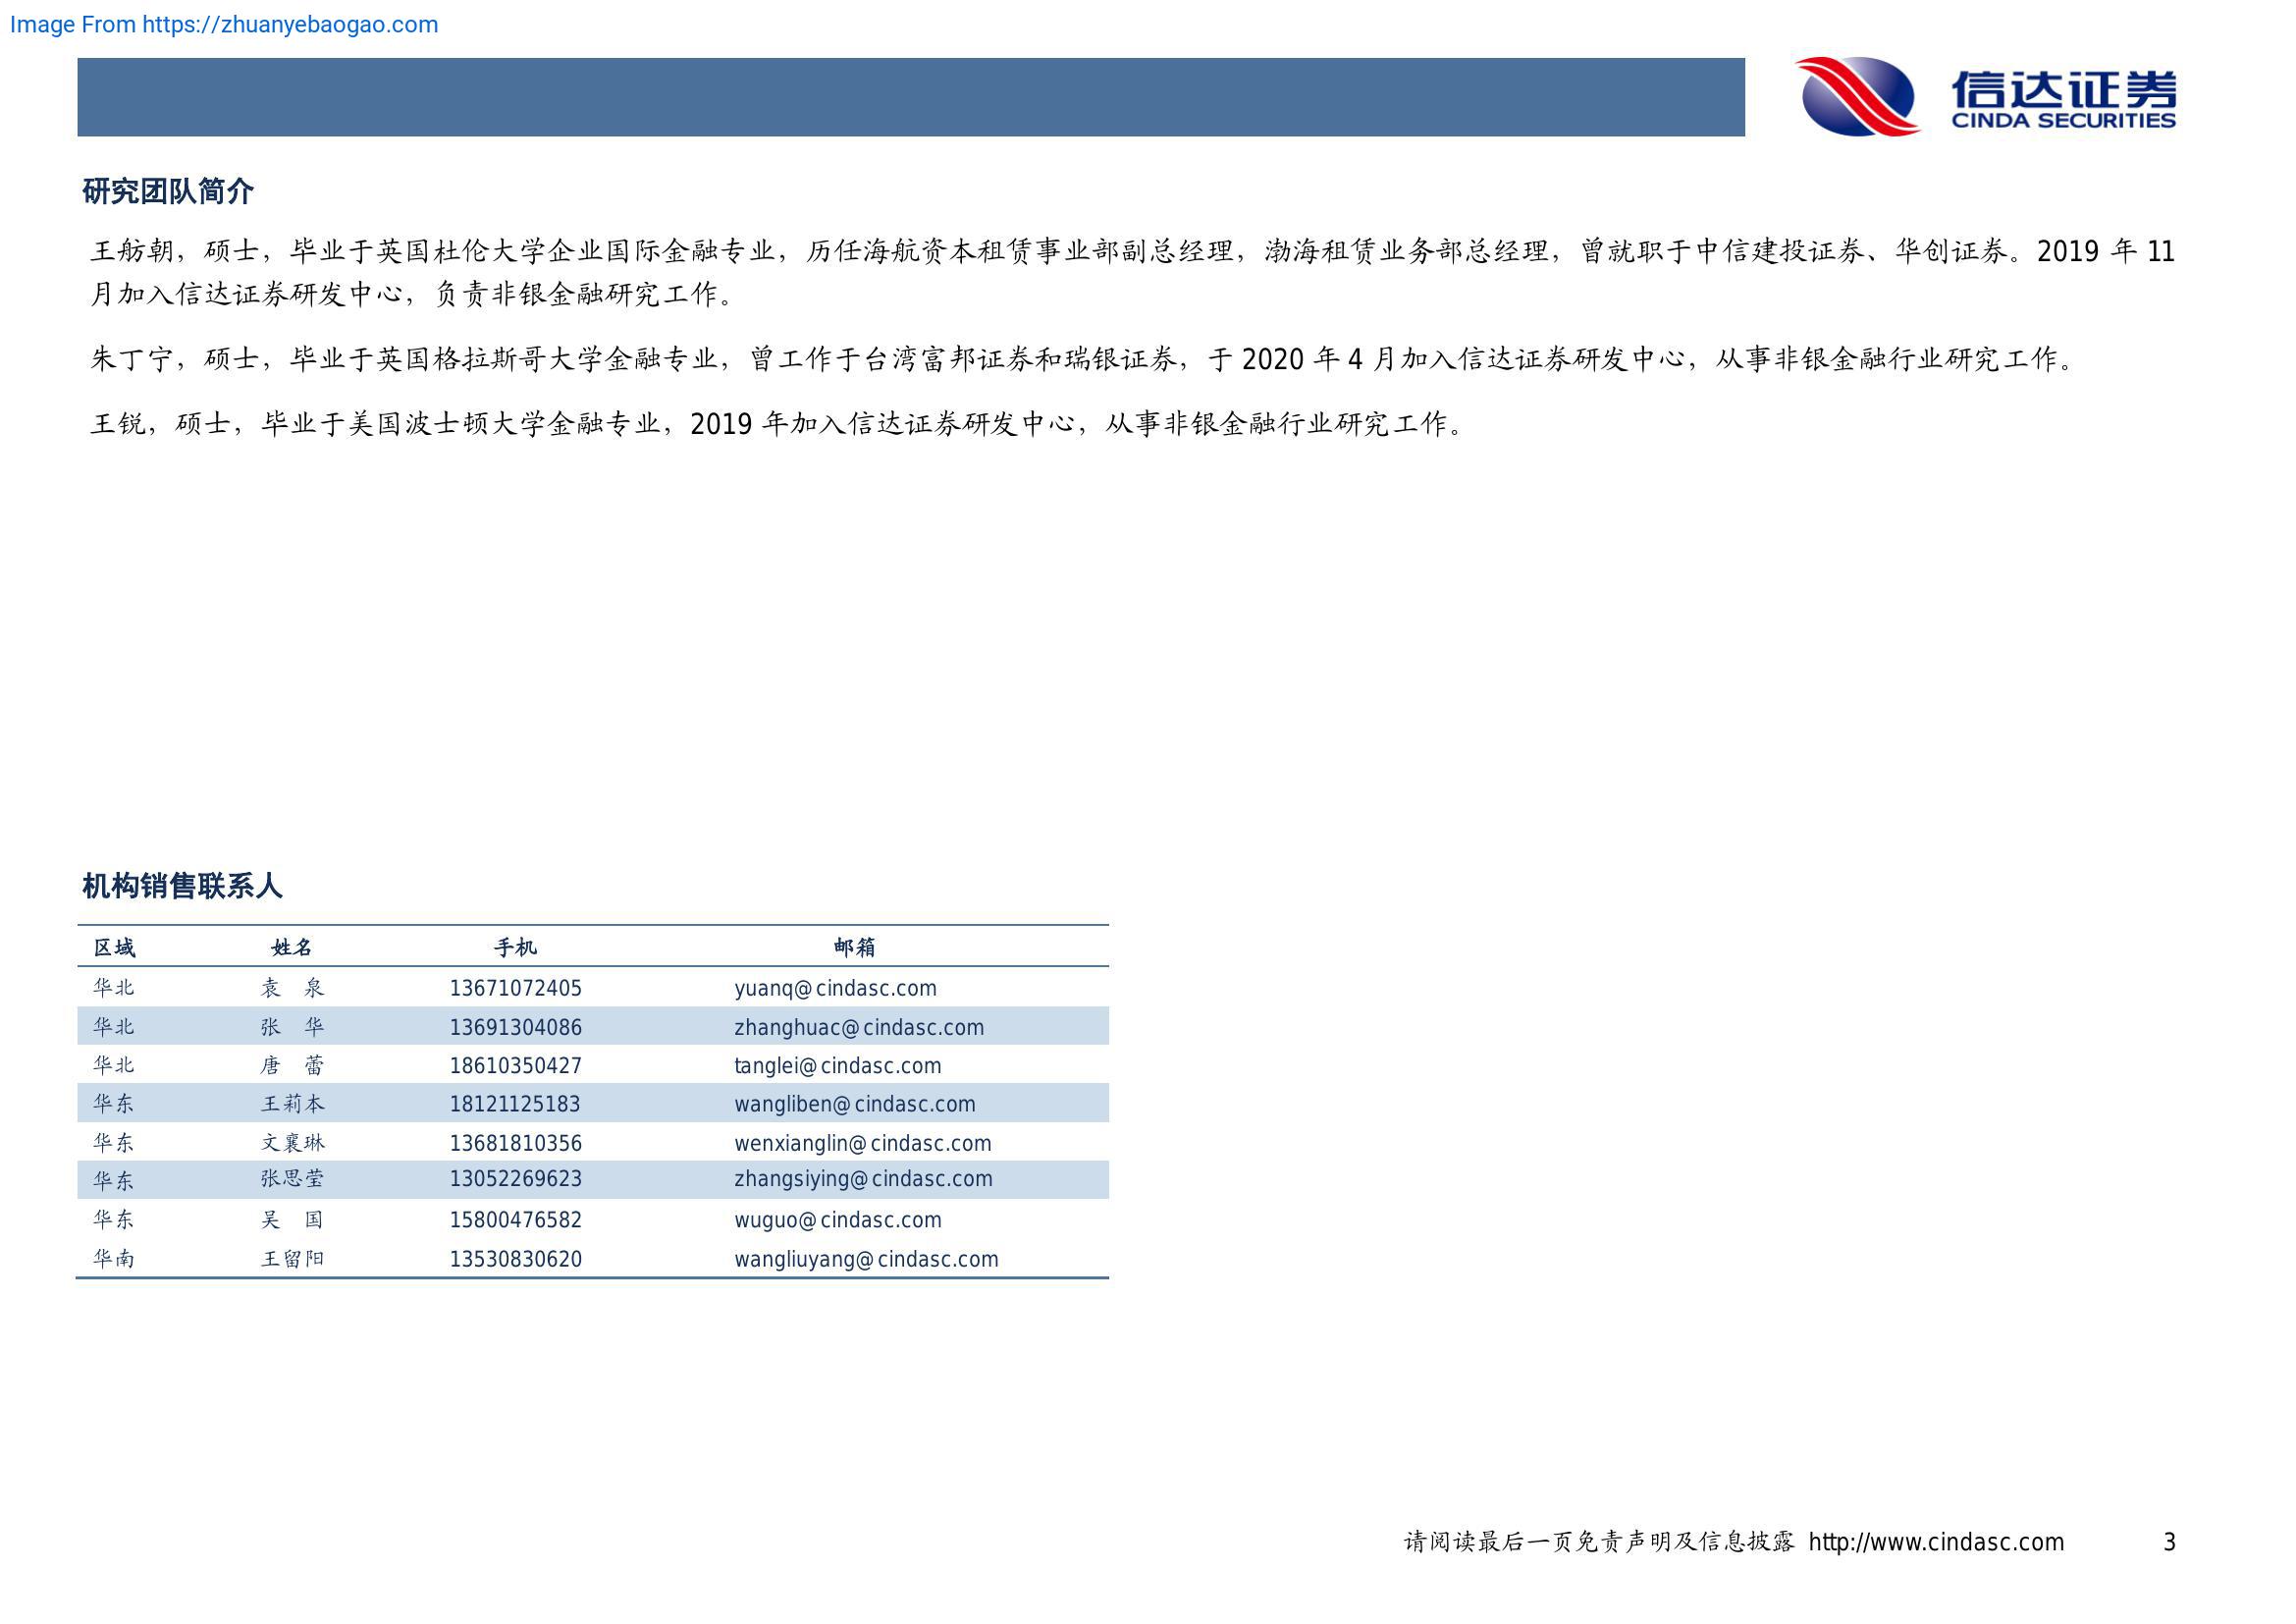 Image From https://zhuanyebaogao.com
信达证券
CINDA SECURITIES
研究团队简介
王舫朝，硕士，毕业于英国杜伦大学企业国际金融专业，历任海航资本租赁事业部副总经理，渤海租赁业务部总经理，曾就职于中信建投证券、华创证券。2019 年 11
月加入信达证券研发中心，负责非银金融研究工作。
朱丁宁，硕士，毕业于英国格拉斯哥大学金融专业，曾工作于台湾富邦证券和瑞银证券，于 2020 年 4 月加入信达证券研发中心，从事非银金融行业研究工作。
王锐，硕士，毕业于美国波士顿大学金融专业，2019 年加入信达证券研发中心，从事非银金融行业研究工作。
机构销售联系人
区域 姓名 手机 邮箱
华北 袁 泉 13671072405 yuanq@cindasc.com
华北 张 华 13691304086 zhanghuac@cindasc.com
华北 唐 蕾 18610350427 tanglei@cindasc.com
华东 王莉本 18121125183 wangliben@cindasc.com
华东 文襄琳 13681810356 wenxianglin@cindasc.com
华东 张思莹 13052269623 zhangsiying@cindasc.com
华东 吴 国 15800476582 wuguo@cindasc.com
华南 王留阳 13530830620 wangliuyang@cindasc.com
请阅读最后一页免责声明及信息披露 http://www.cindasc.com 3